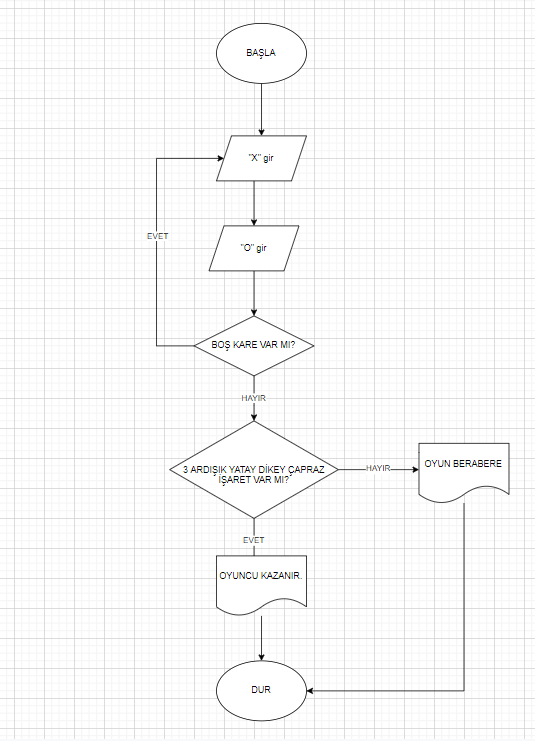 BAŞLA
"X" gir
EVET
"O" gir
BOŞ KARE VAR MI?
HAYIR
3 ARDIŞIK YATAY DİKEY ÇAPRAZ
İŞARET VAR MI?
HAYIR
OYUN BERABERE
EVET
OYUNCU KAZANIR.
DUR